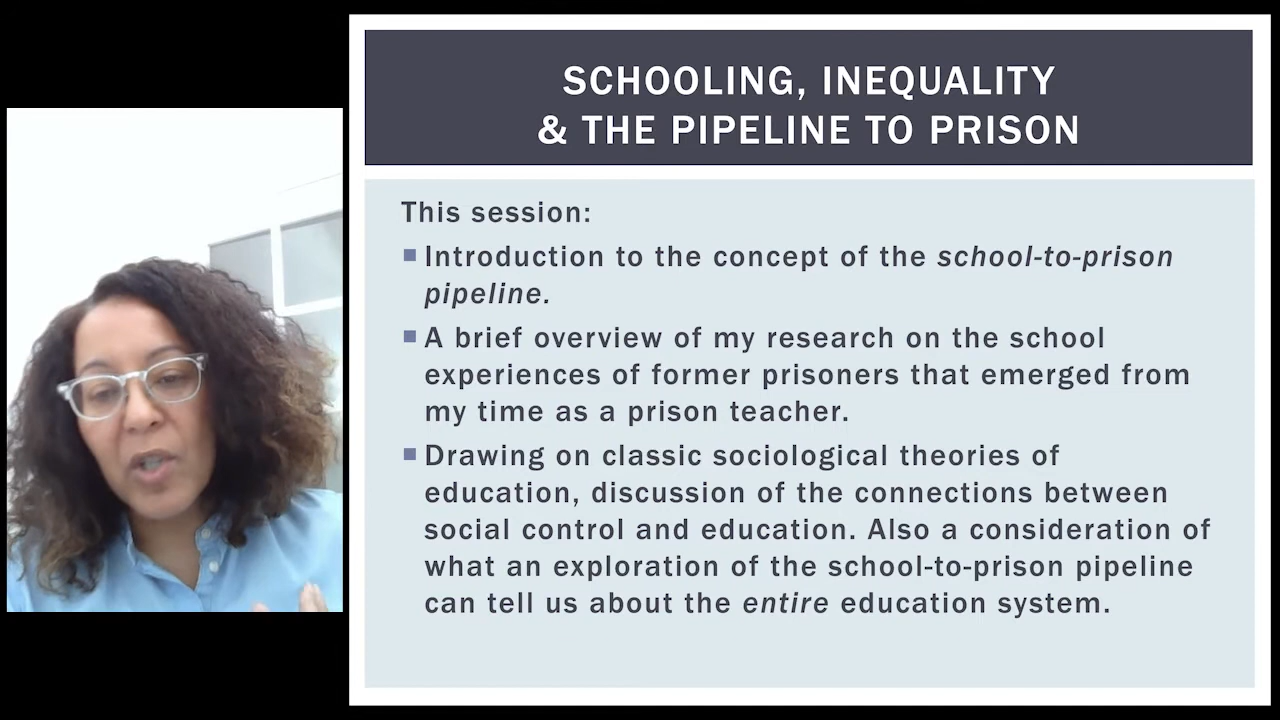 SCHOOLING, INEQUALITY
& THE PIPELINE TO PRISON
This session:
Introduction to the concept of the school-to-prison
pipeline.
A brief overview of my research on the school
experiences of former prisoners that emerged from
my time as a prison teacher.
Drawing on classic sociological theories of
education, discussion of the connections between
social control and education. Also a consideration of
what an exploration of the school-to-prison pipeline
can tell us about the entire education system.